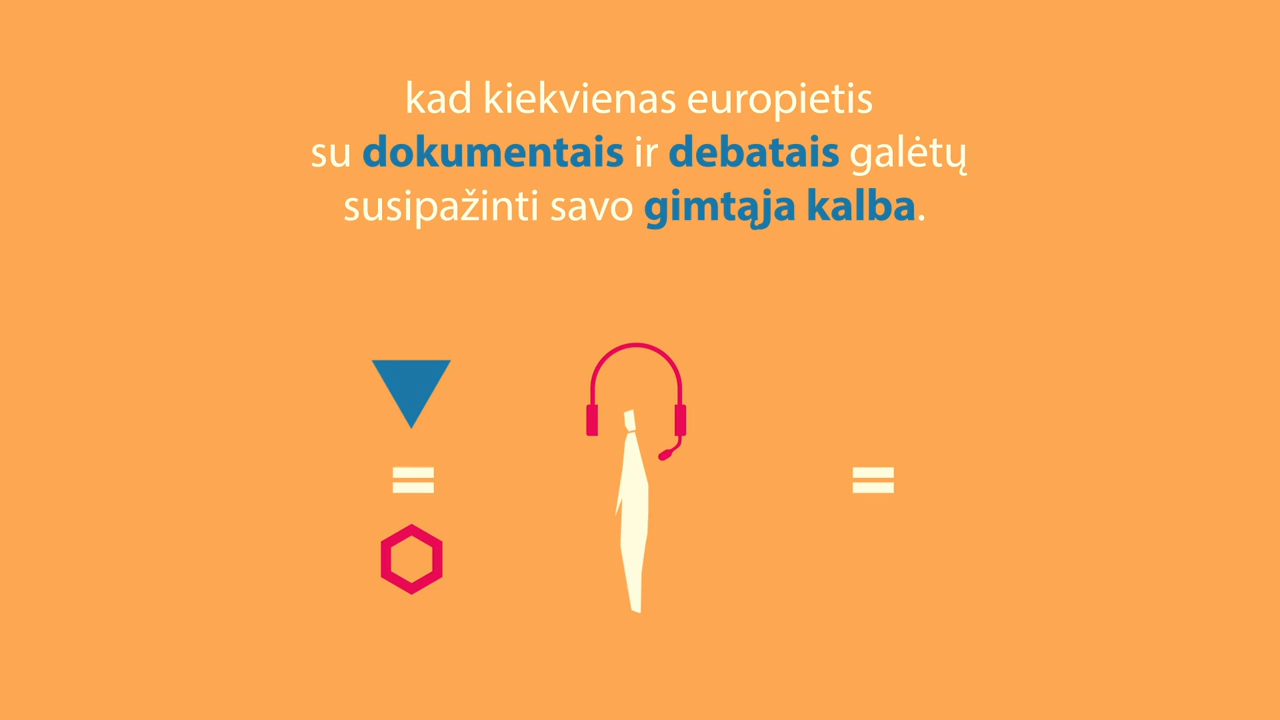 kad kiekvienas europietis
su dokumentais ir debatais galėtų
susipažinti savo gimtąja kalba.